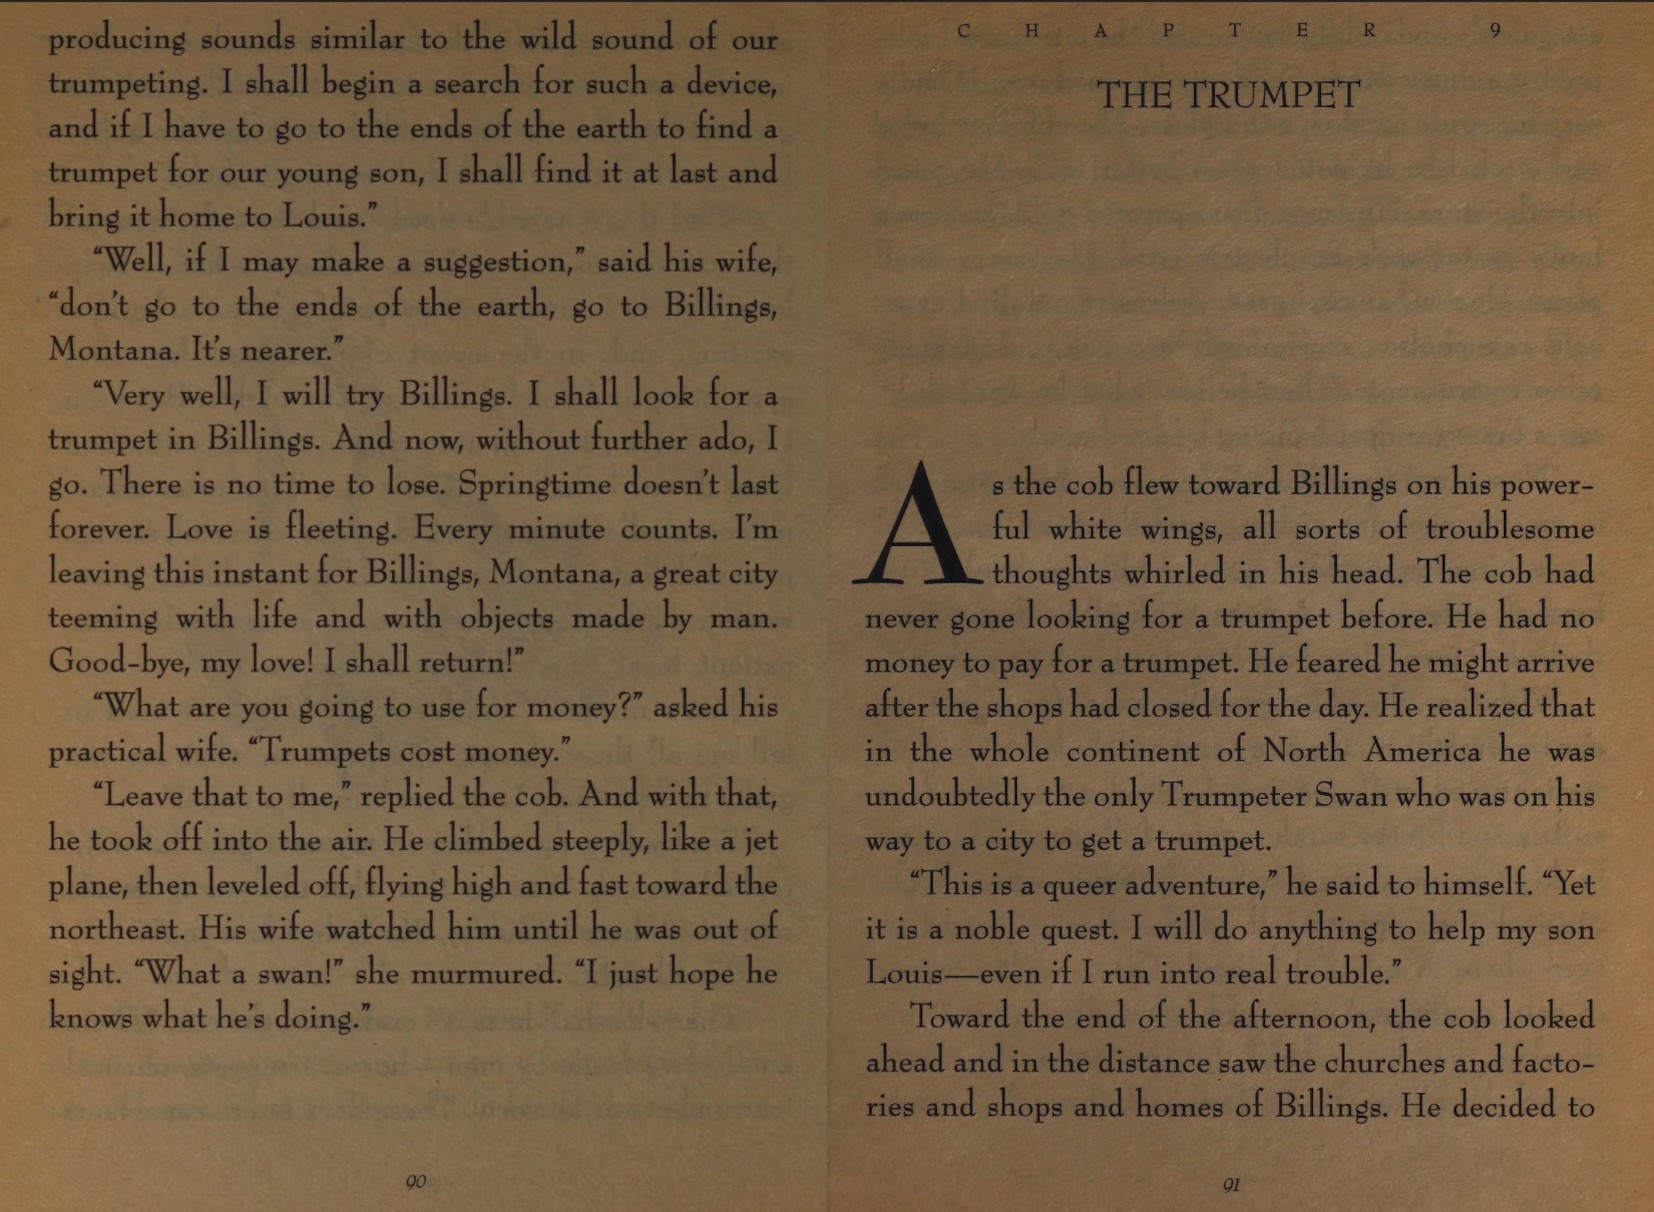 producing sounds similar to the wild sound of our
trumpeting. I shall begin a search for such a device,
and if I have to go to the ends of the earth to find a
trumpet for our young son, I shall find it at last and
bring it home to Louis.”
“Well, if I may make a suggestion,” said his wife,
“don’t go to the ends of the earth, go to Billings,
Montana. It’s nearer.”
“Very well, I will try Billings. I shall look for a
trumpet in Billings. And now, without further ado, I
go. There is no time to lose. Springtime doesn’t last
forever. Love is fleeting. Every minute counts. I’m
leaving this instant for Billings, Montana, a great city
teeming with life and with objects made by man.
Good-bye, my love! I shall return!”
“What are you going to use for money?” asked his
practical wife. “Trumpets cost money.”
“Leave that to me,” replied the cob. And with that,
he took off into the air. He climbed steeply, like a jet
plane, then leveled off, flying high and fast toward the
northeast. His wife watched him until he was out of
sight. “What a swan!” she murmured. “I just hope he
knows what he’s doing.”
90
CHAPTER 9
THE TRUMPET
As the cob flew toward Billings on his power-
ful white wings, all sorts of troublesome
thoughts whirled in his head. The cob had
never gone looking for a trumpet before. He had no
money to pay for a trumpet. He feared he might arrive
after the shops had closed for the day. He realized that
in the whole continent of North America he was
undoubtedly the only Trumpeter Swan who was on his
way to a city to get a trumpet.
“This is a queer adventure,” he said to himself. “Yet
it is a noble quest. I will do anything to help my son
Louis—even if I run into real trouble.”
Toward the end of the afternoon, the cob looked
ahead and in the distance saw the churches and facto-
ries and shops and homes of Billings. He decided to
91